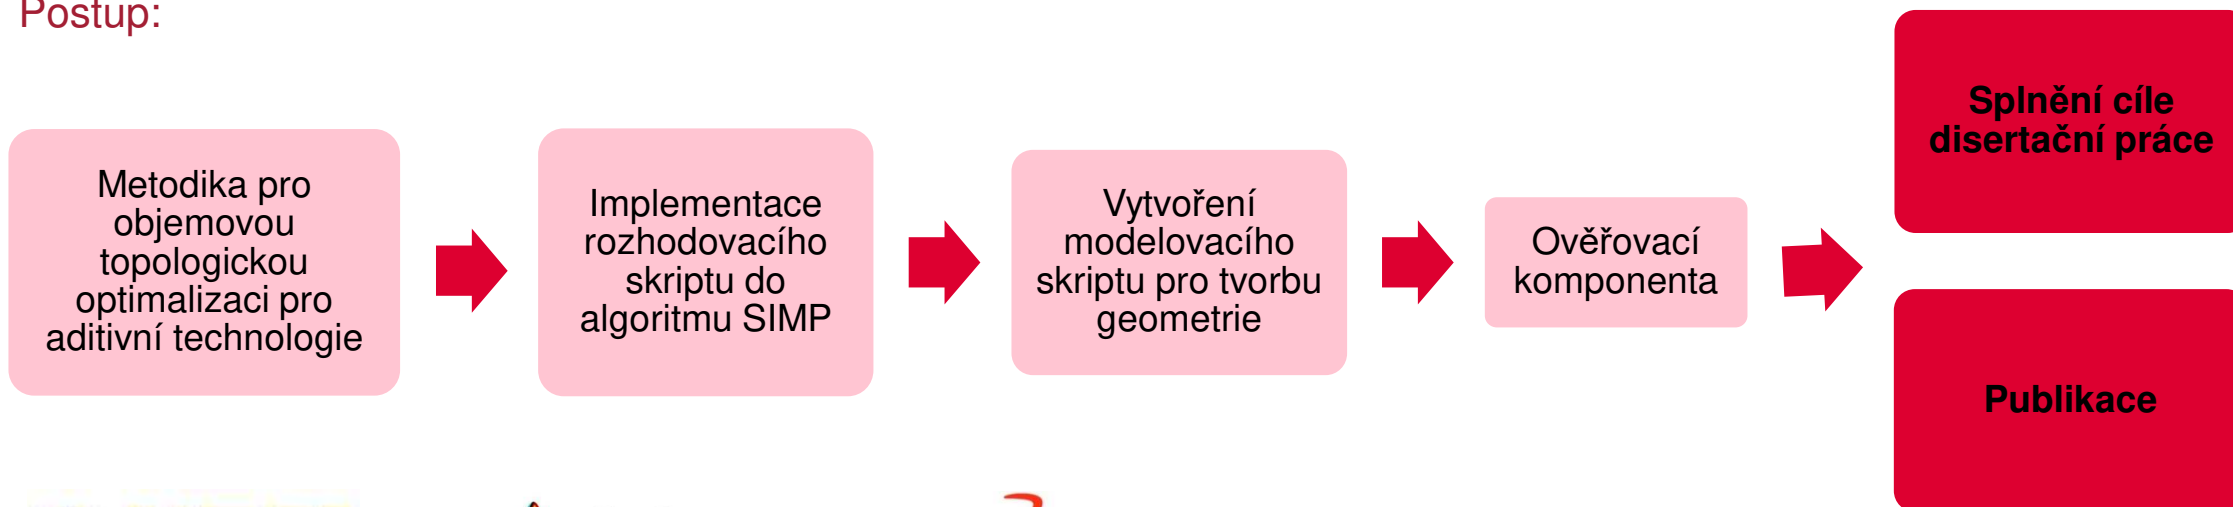 Postup:
Metodika pro
objemovou
topologickou
optimalizaci pro
aditivní technologie
Implementace
rozhodovacího
skriptu do
algoritmu SIMP
Vytvoření
modelovacího
skriptu pro tvorbu
geometrie
Ověřovací
komponenta
Splnění cíle
disertační práce
Publikace